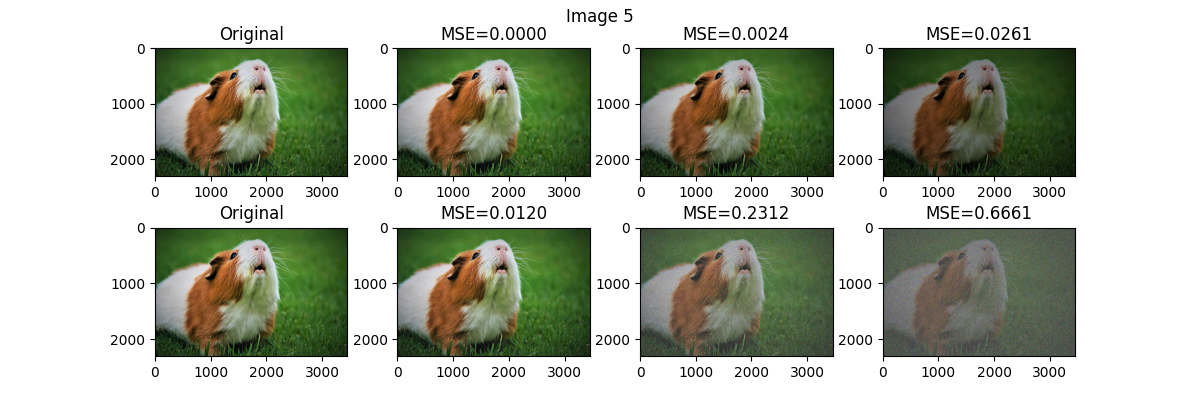 Image 5
Original MSE=0.0000 MSE=0.0024 MSE=0.0261
0 0 0 0
1000 1000 1000 1000
2000 2000 2000 2000
0 1000 2000 3000 0 1000 2000 3000 0 1000 2000 3000 0 1000 2000 3000
Original MSE=0.0120 MSE=0.2312 MSE=0.6661
0 0 0 0
1000 1000 1000 1000
2000 2000 2000 2000
0 1000 2000 3000 0 1000 2000 3000 0 1000 2000 3000 0 1000 2000 3000